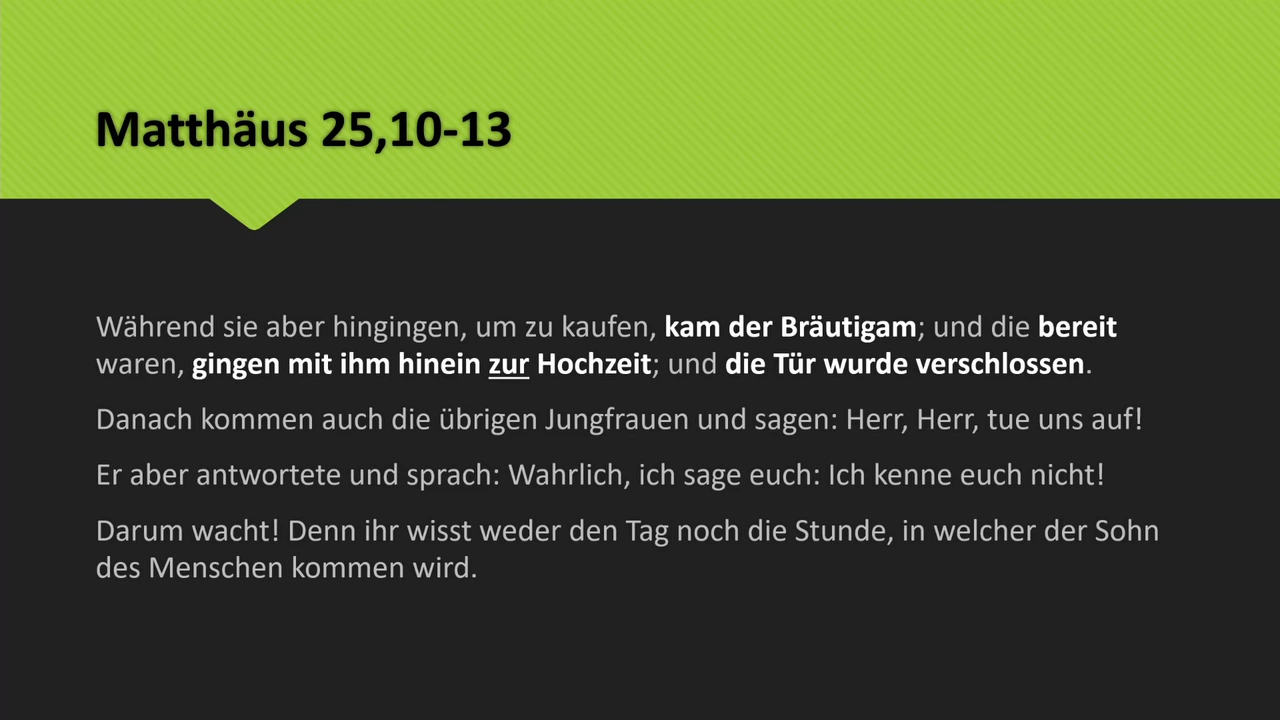 Matthäus 25,10-13
Während sie aber hingingen, um zu kaufen, kam der Bräutigam; und die bereit
waren, gingen mit ihm hinein zur Hochzeit; und die Tür wurde verschlossen.
Danach kommen auch die übrigen Jungfrauen und sagen: Herr, Herr, tue uns auf!
Er aber antwortete und sprach: Wahrlich, ich sage euch: Ich kenne euch nicht!
Darum wacht! Denn ihr wisst weder den Tag noch die Stunde, in welcher der Sohn
des Menschen kommen wird.